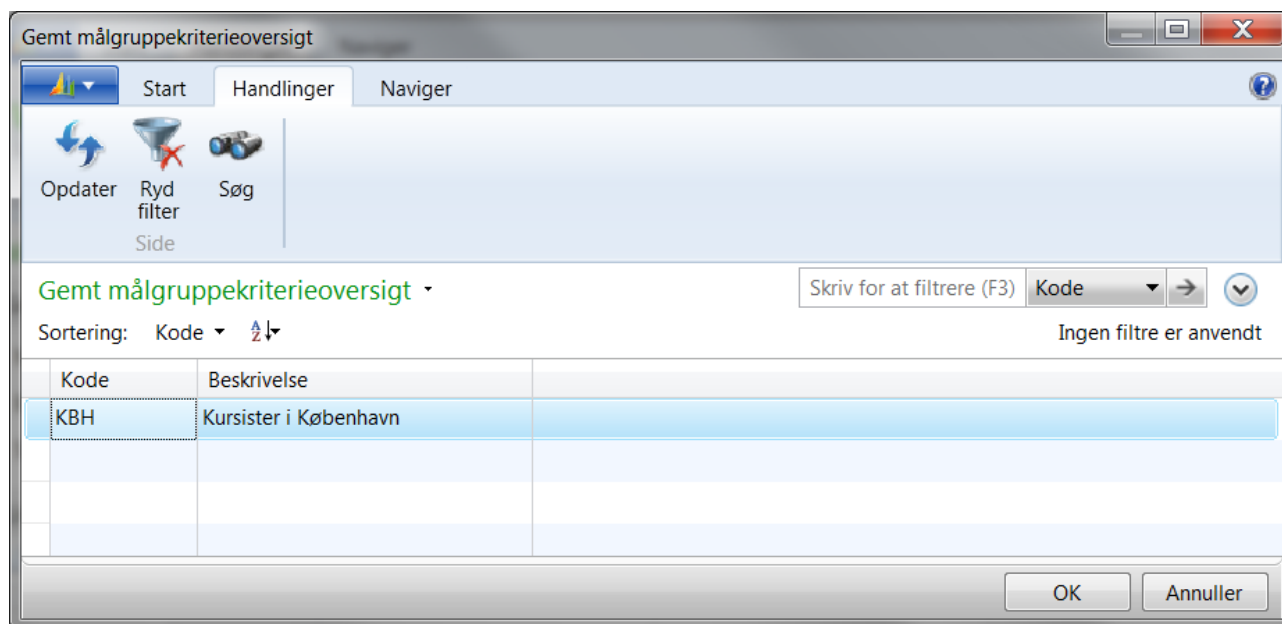 Gemt målgruppekriterieoversigt
Start Handlinger Naviger
Opdater Ryd filter Søg
Side
Gemt målgruppekriterieoversigt Skriv for at filtrere (F3) Kode
Sortering: Kode Ingen filtre er anvendt
Kode Beskrivelse
KBH Kursister i København
OK Annuller